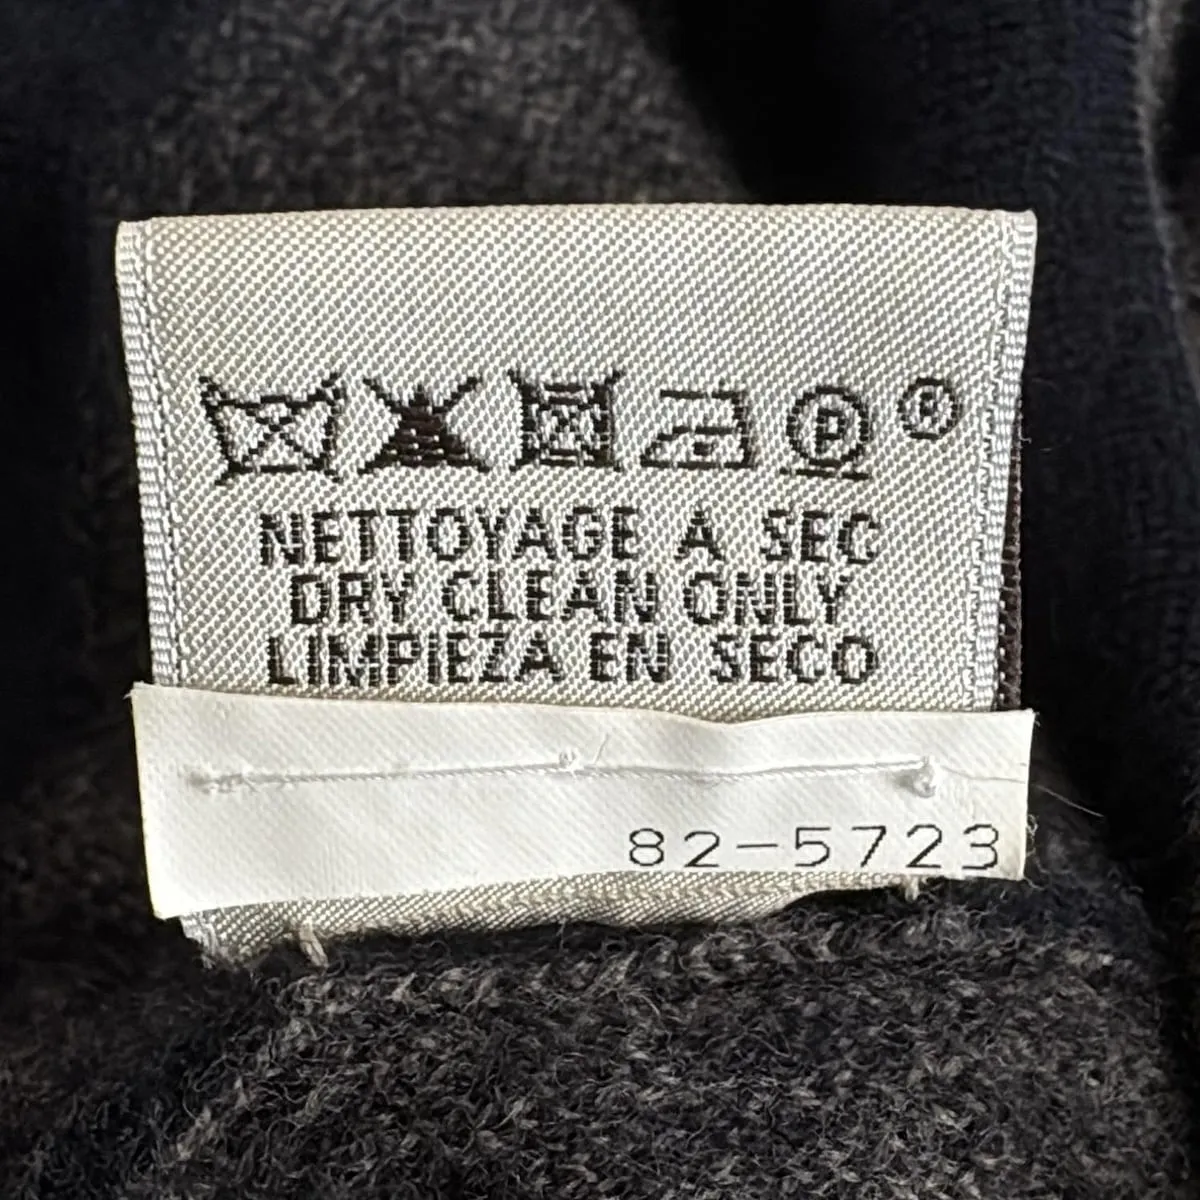 P ®
NETTOYAGE A SEC
DRY CLEAN ONLY
LIMPIEZA EN SECO
82-5723